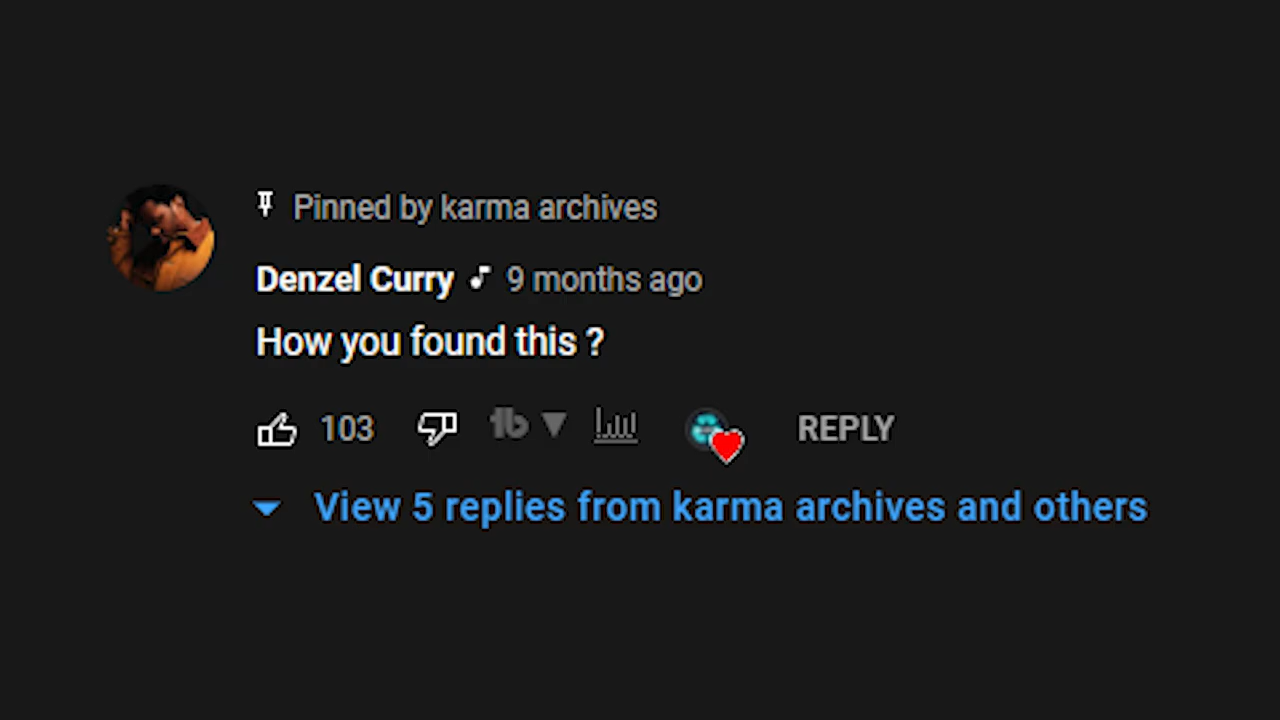 Pinned by karma archives
Denzel Curry 9 months ago
How you found this ?
103 REPLY
View 5 replies from karma archives and others